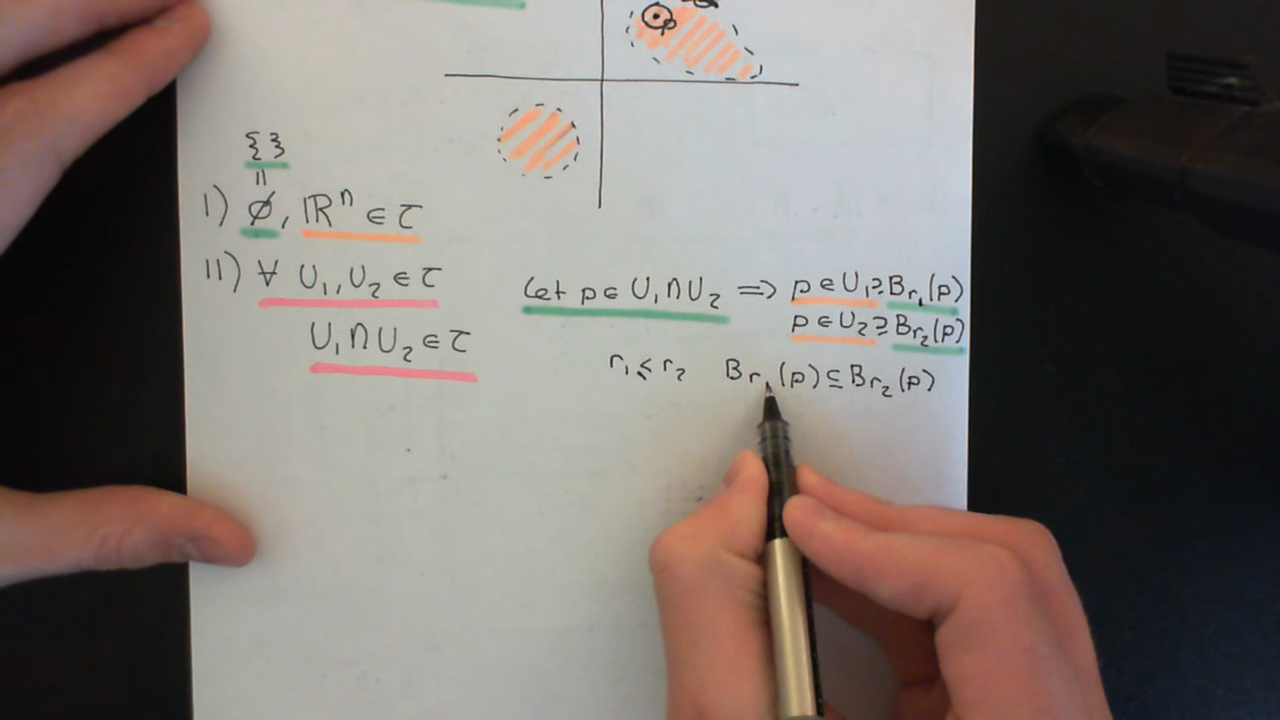 { }
=
I) ∅, ℝⁿ ∈ τ
II) ∀ U₁, U₂ ∈ τ
U₁ ∩ U₂ ∈ τ
p
Let p ∈ U₁ ∩ U₂ ⇒ p ∈ U₁ ⊇ B_{r₁}(p)
p ∈ U₂ ⊇ B_{r₂}(p)
r₁ ≤ r₂ B_{r₁}(p) ⊆ B_{r₂}(p)